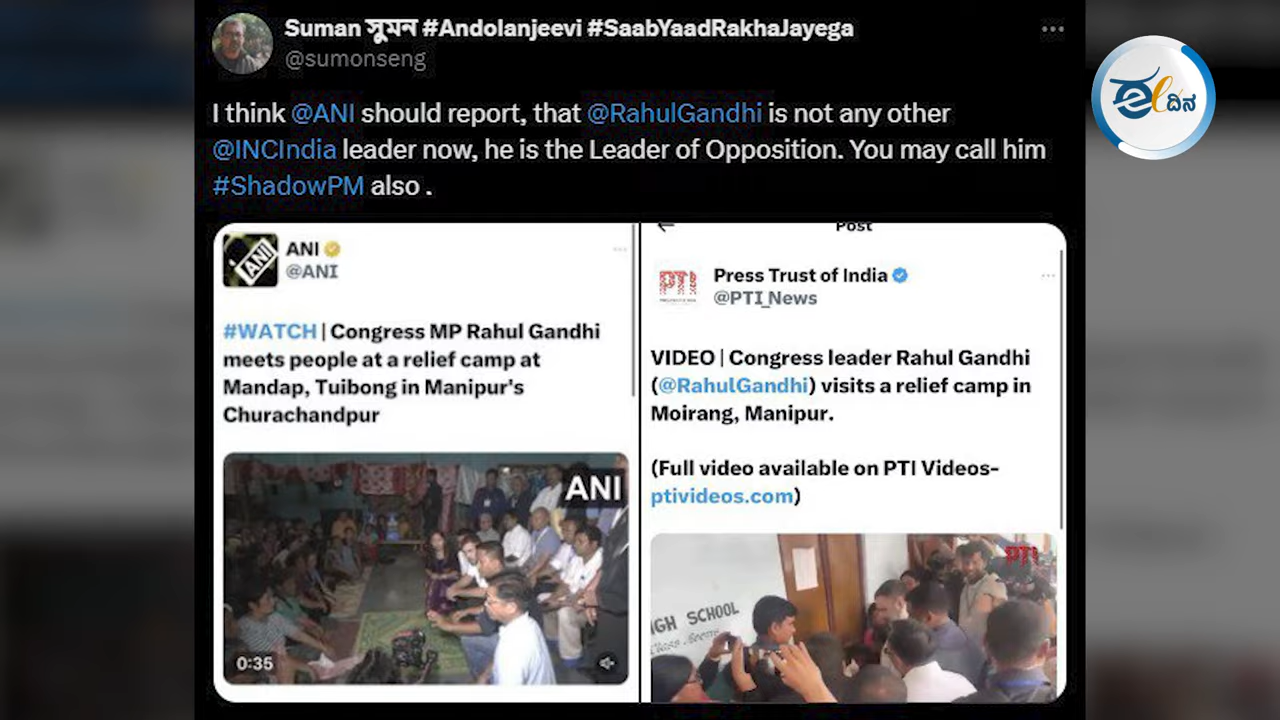 Suman সুমন #Andolanjeevi #SaabYaadRakhaJayega
@sumonseng
I think @ANI should report, that @RahulGandhi is not any other
@INCIndia leader now, he is the Leader of Opposition. You may call him
#ShadowPM also .
ANI
ANI
@ANI
#WATCH | Congress MP Rahul Gandhi
meets people at a relief camp at
Mandap, Tuibong in Manipur's
Churachandpur
ANI
0:35
Post
PTI
Press Trust of India
@PTI_News
VIDEO | Congress leader Rahul Gandhi
(@RahulGandhi) visits a relief camp in
Moirang, Manipur.
(Full video available on PTI Videos-
ptivideos.com)
PTI
IGH SCHOOL
ಈ ದಿನ